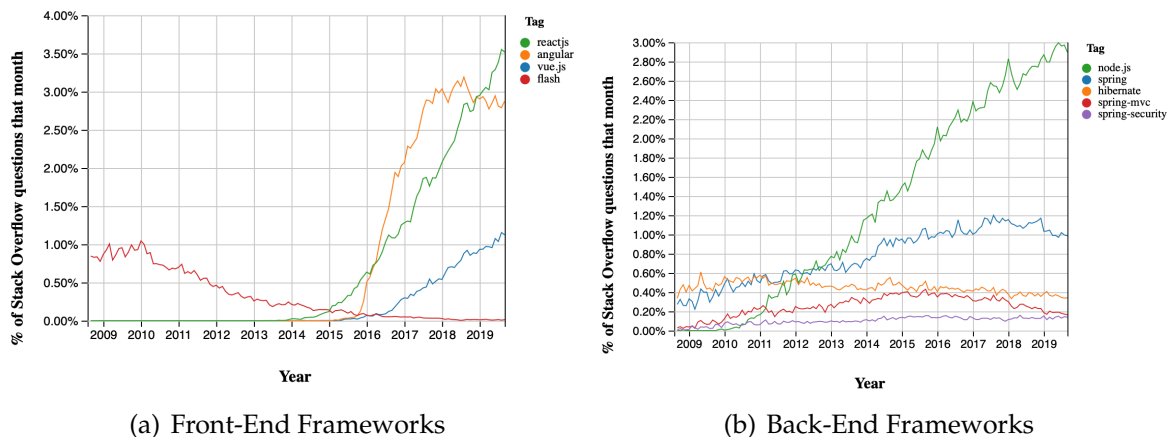 % of Stack Overflow questions that month
4.00%
3.50%
3.00%
2.50%
2.00%
1.50%
1.00%
0.50%
0.00%
2009 2010 2011 2012 2013 2014 2015 2016 2017 2018 2019
Year
Tag
reactjs
angular
vue.js
flash
(a) Front-End Frameworks
% of Stack Overflow questions that month
3.00%
2.80%
2.60%
2.40%
2.20%
2.00%
1.80%
1.60%
1.40%
1.20%
1.00%
0.80%
0.60%
0.40%
0.20%
0.00%
2009 2010 2011 2012 2013 2014 2015 2016 2017 2018 2019
Year
Tag
node.js
spring
hibernate
spring-mvc
spring-security
(b) Back-End Frameworks